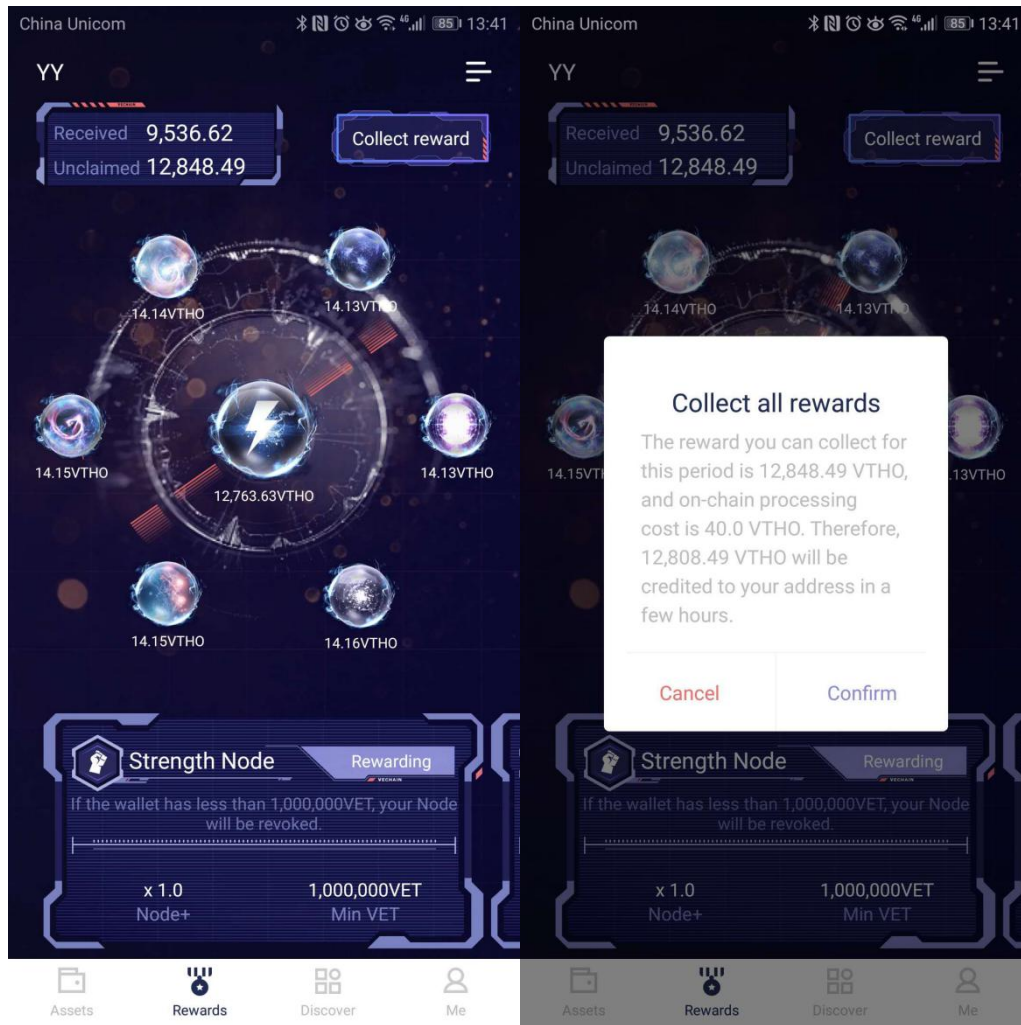 China Unicom 46 85 13:41
YY
Received 9,536.62
Unclaimed 12,848.49
Collect reward
14.14VTHO
14.13VTHO
14.15VTHO
14.13VTHO
12,763.63VTHO
14.15VTHO
14.16VTHO
Strength Node
Rewarding
VECHAIN
If the wallet has less than 1,000,000VET, your Node
will be revoked.
x 1.0
1,000,000VET
Node+
Min VET
Assets
Rewards
Discover
Me
China Unicom 46 85 13:41
YY
Received 9,536.62
Unclaimed 12,848.49
Collect reward
14.14VTHO
14.13VTHO
14.15VTH
.13VTHO
Collect all rewards
The reward you can collect for
this period is 12,848.49 VTHO,
and on-chain processing
cost is 40.0 VTHO. Therefore,
12,808.49 VTHO will be
credited to your address in a
few hours.
Cancel
Confirm
Strength Node
Rewarding
VECHAIN
If the wallet has less than 1,000,000VET, your Node
will be revoked.
x 1.0
1,000,000VET
Node+
Min VET
Assets
Rewards
Discover
Me